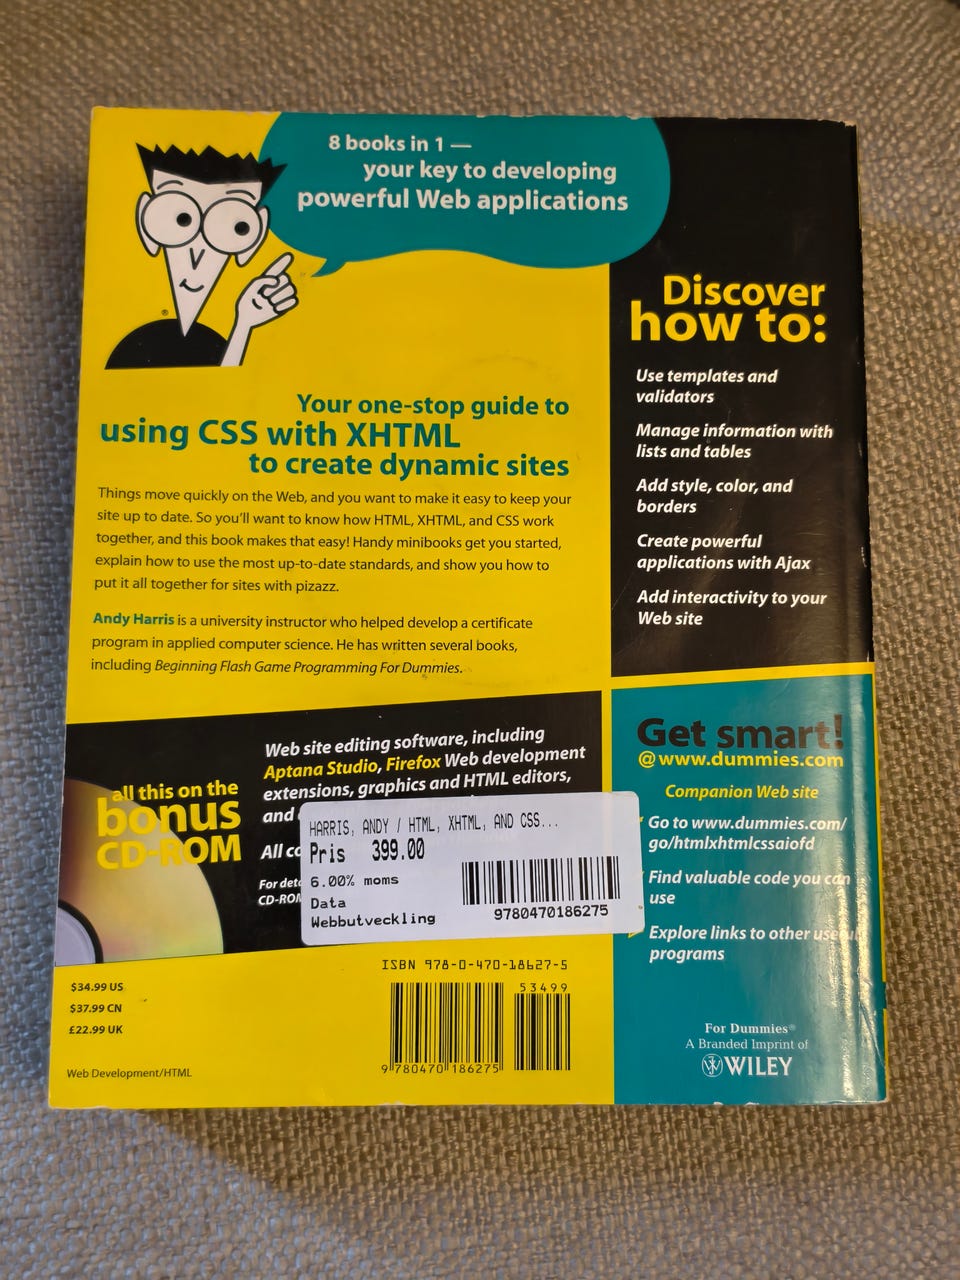 8 books in 1 —
your key to developing
powerful Web applications
®
Your one-stop guide to
using CSS with XHTML
to create dynamic sites
Things move quickly on the Web, and you want to make it easy to keep your
site up to date. So you'll want to know how HTML, XHTML, and CSS work
together, and this book makes that easy! Handy minibooks get you started,
explain how to use the most up-to-date standards, and show you how to
put it all together for sites with pizazz.
Andy Harris is a university instructor who helped develop a certificate
program in applied computer science. He has written several books,
including Beginning Flash Game Programming For Dummies.
all this on the
bonus
CD-ROM
Web site editing software, including
Aptana Studio, Firefox Web development
extensions, graphics and HTML editors,
and
All
For
CD-ROM
HARRIS, ANDY / HTML, XHTML, AND CSS...
Pris 399.00
6.00% moms
Data
Webbutveckling
9780470186275
ISBN 978-0-470-18627-5
53499
9 780470 186275
$34.99 US
$37.99 CN
£22.99 UK
Web Development/HTML
Discover
how to:
Use templates and
validators
Manage information with
lists and tables
Add style, color, and
borders
Create powerful
applications with Ajax
Add interactivity to your
Web site
Get smart!
@www.dummies.com
Companion Web site
Go to www.dummies.com/
go/htmlxhtmlcssaiofd
Find valuable code you can
use
Explore links to other useful
programs
For Dummies®
A Branded Imprint of
WILEY